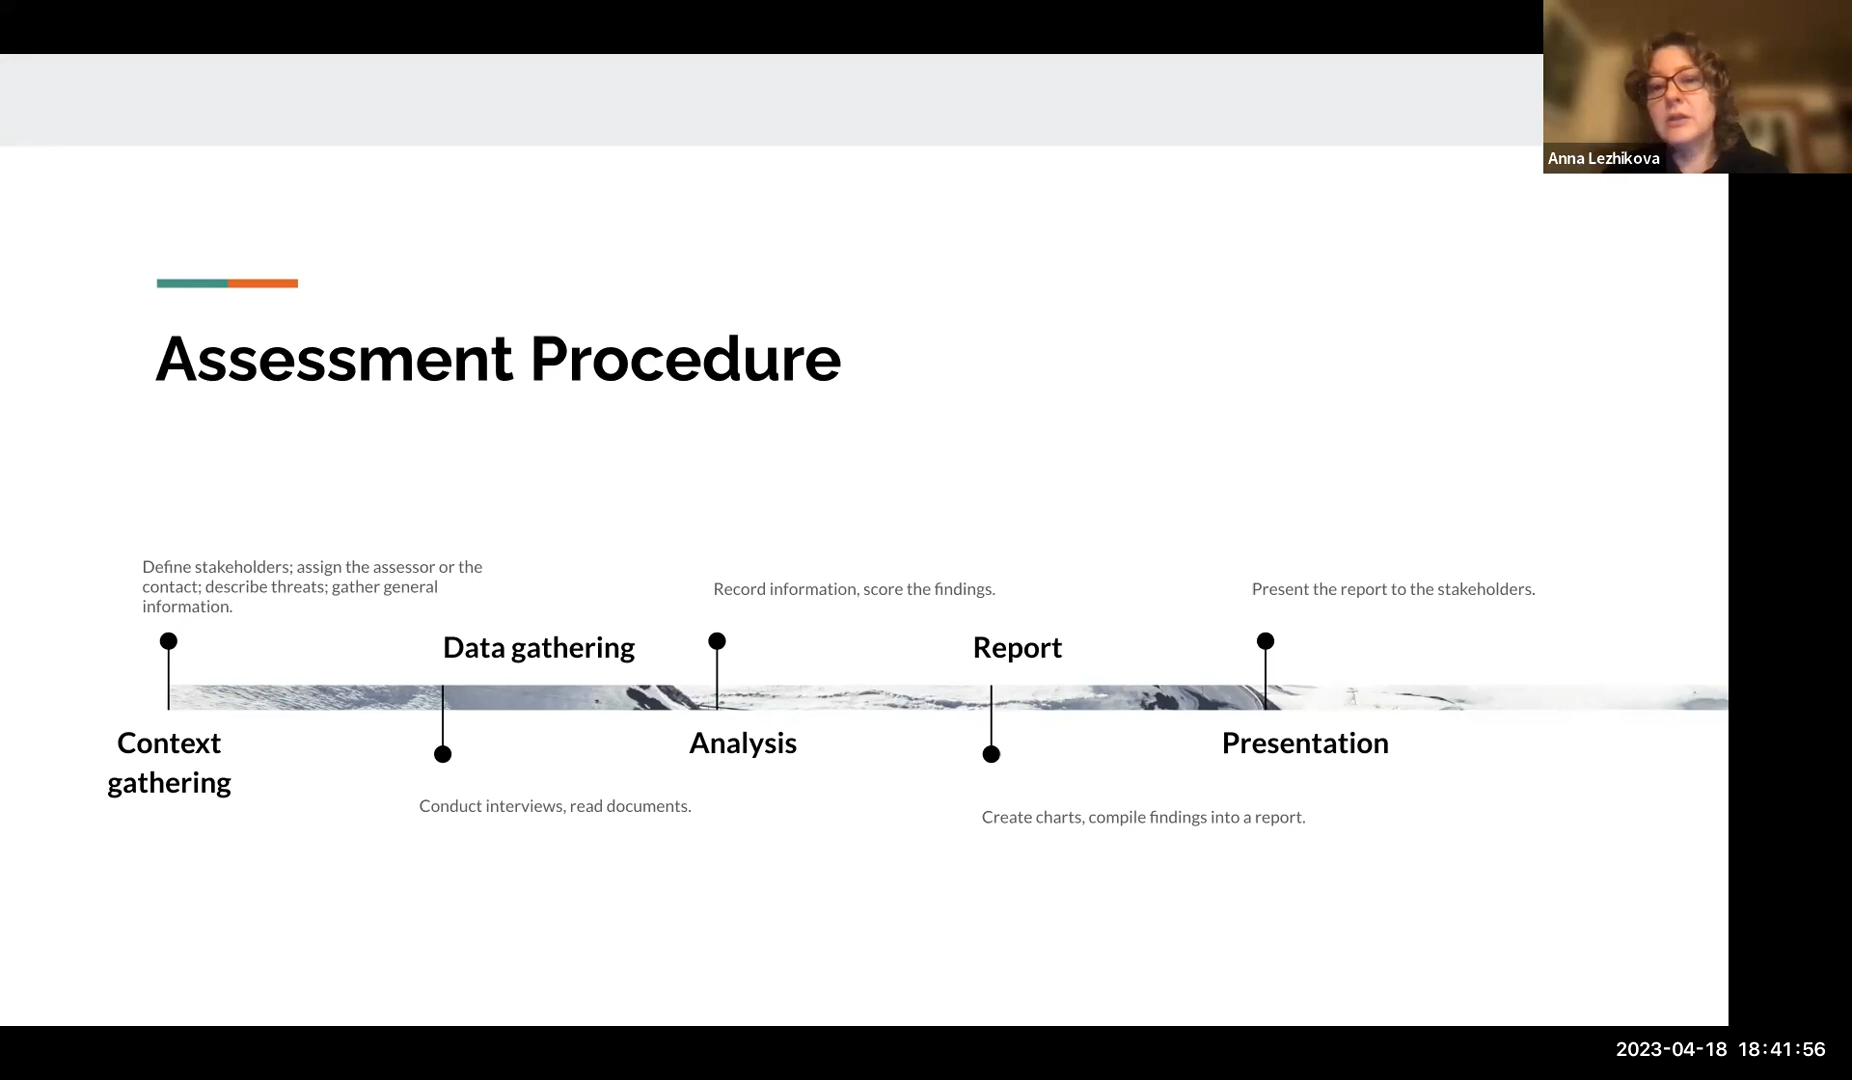 Anna Lezhikova
Assessment Procedure
Define stakeholders; assign the assessor or the
contact; describe threats; gather general
information.
Context
gathering
Data gathering
Conduct interviews, read documents.
Record information, score the findings.
Analysis
Report
Create charts, compile findings into a report.
Present the report to the stakeholders.
Presentation
2023-04-18 18:41:56